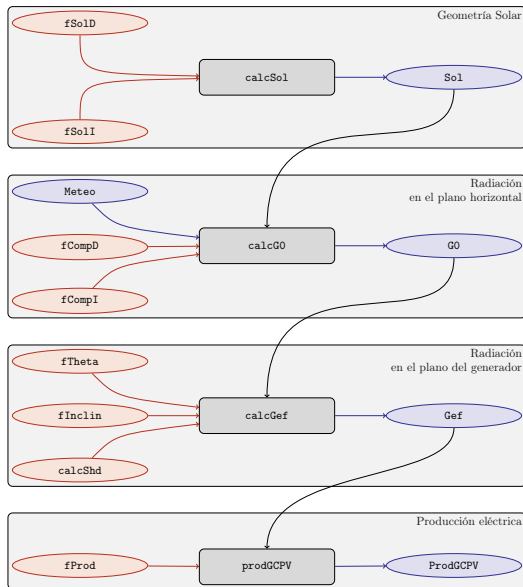 Geometría Solar
fSolD
calcSol
Sol
fSolI
Radiación
en el plano horizontal
Meteo
fCompD
calcG0
G0
fCompI
Radiación
en el plano del generador
fTheta
fInclin
calcGef
Gef
calcShd
Producción eléctrica
fProd
prodGCPV
ProdGCPV